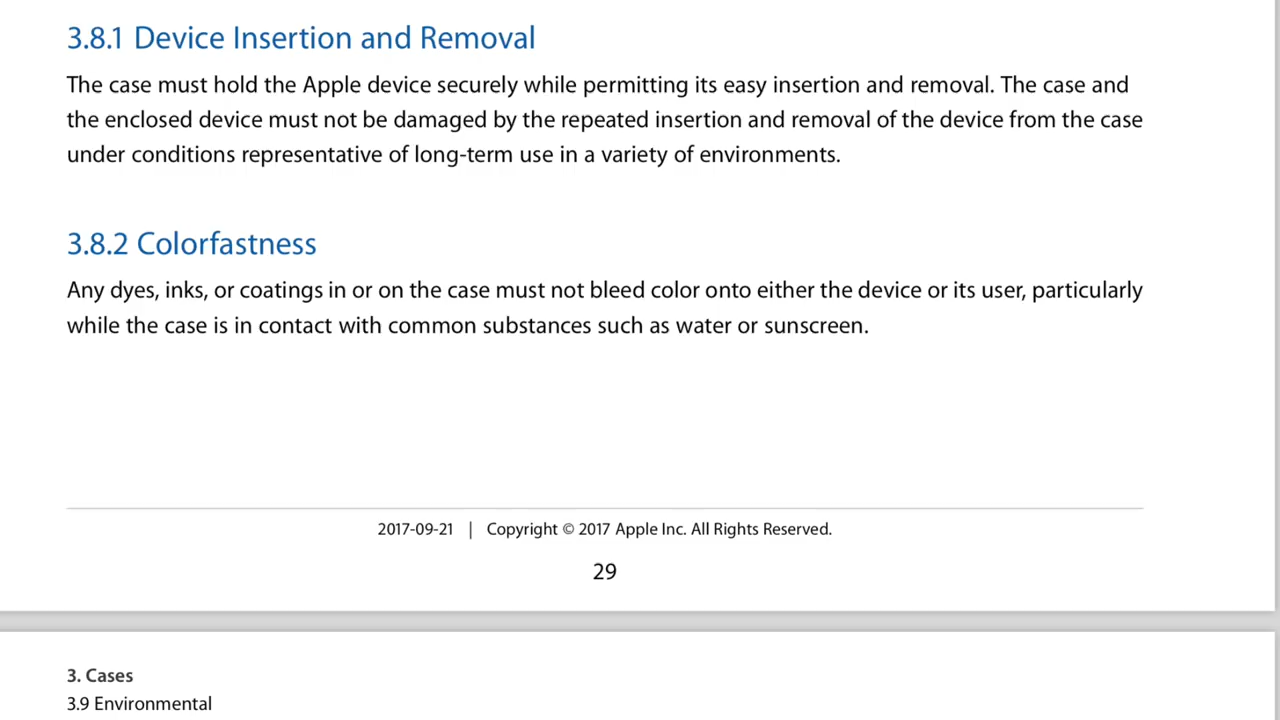 3.8.1 Device Insertion and Removal
The case must hold the Apple device securely while permitting its easy insertion and removal. The case and
the enclosed device must not be damaged by the repeated insertion and removal of the device from the case
under conditions representative of long-term use in a variety of environments.
3.8.2 Colorfastness
Any dyes, inks, or coatings in or on the case must not bleed color onto either the device or its user, particularly
while the case is in contact with common substances such as water or sunscreen.
2017-09-21 | Copyright © 2017 Apple Inc. All Rights Reserved.
29
3. Cases
3.9 Environmental